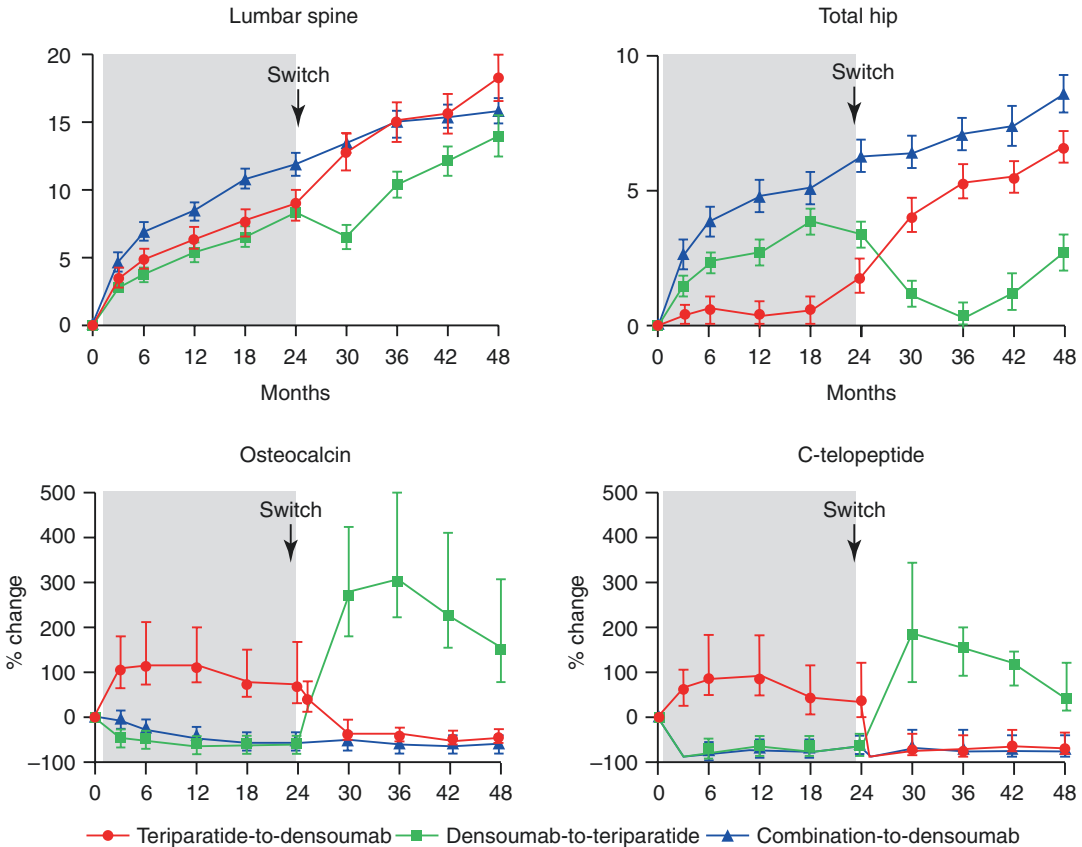 Lumbar spine
20
15
10
5
0
Switch
0 6 12 18 24 30 36 42 48
Months
Total hip
10
5
0
Switch
0 6 12 18 24 30 36 42 48
Months
Osteocalcin
% change
500
400
300
200
100
0
−100
Switch
0 6 12 18 24 30 36 42 48
C-telopeptide
% change
500
400
300
200
100
0
−100
Switch
0 6 12 18 24 30 36 42 48
Teriparatide-to-densoumab Densoumab-to-teriparatide Combination-to-densoumab